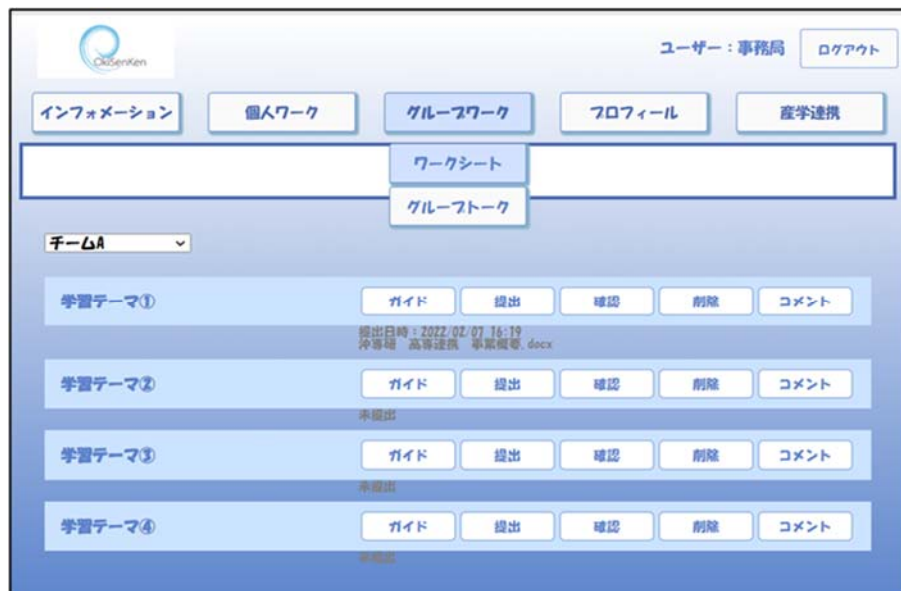 OkiSenKen
ユーザー：事務局
ログアウト
インフォメーション
個人ワーク
グループワーク
プロフィール
産学連携
ワークシート
グループトーク
チームA
学習テーマ① ガイド 提出 確認 削除 コメント
提出日時：2022/02/07 16:19
沖専研 高専連携 事業概要.docx
学習テーマ② ガイド 提出 確認 削除 コメント
未提出
学習テーマ③ ガイド 提出 確認 削除 コメント
未提出
学習テーマ④ ガイド 提出 確認 削除 コメント
未提出